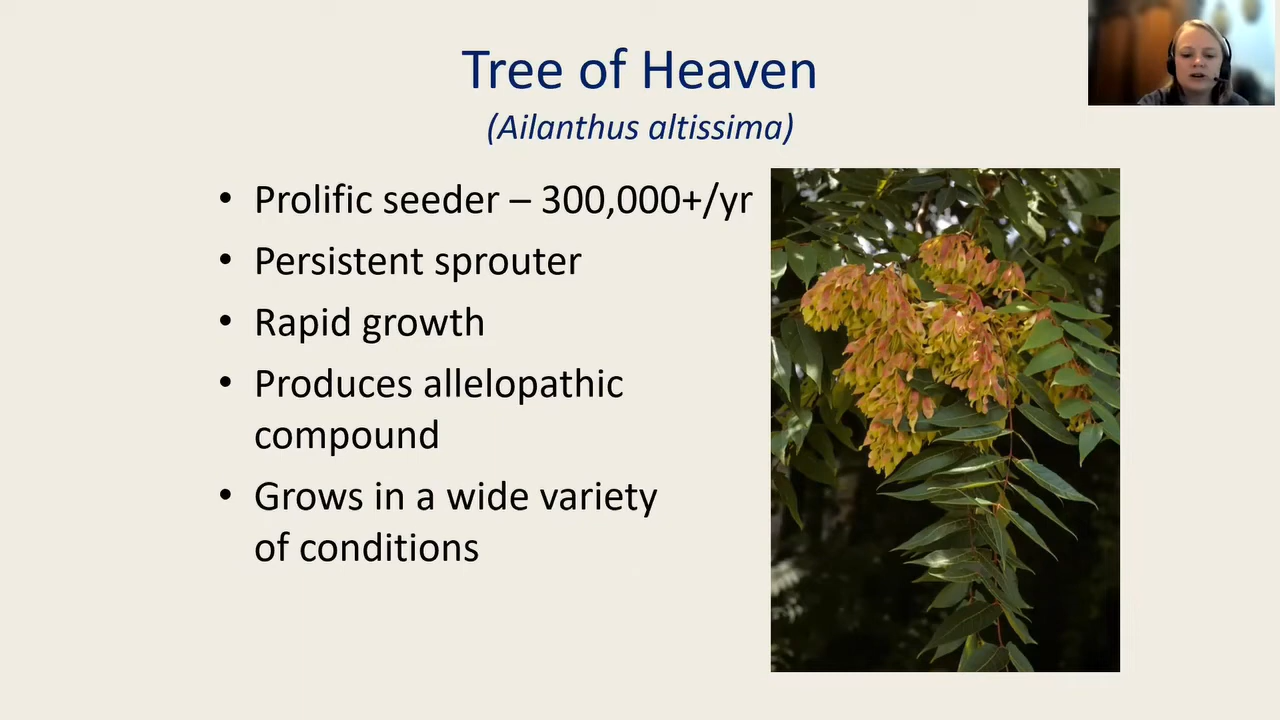 Tree of Heaven
(Ailanthus altissima)
• Prolific seeder – 300,000+/yr
• Persistent sprouter
• Rapid growth
• Produces allelopathic
compound
• Grows in a wide variety
of conditions